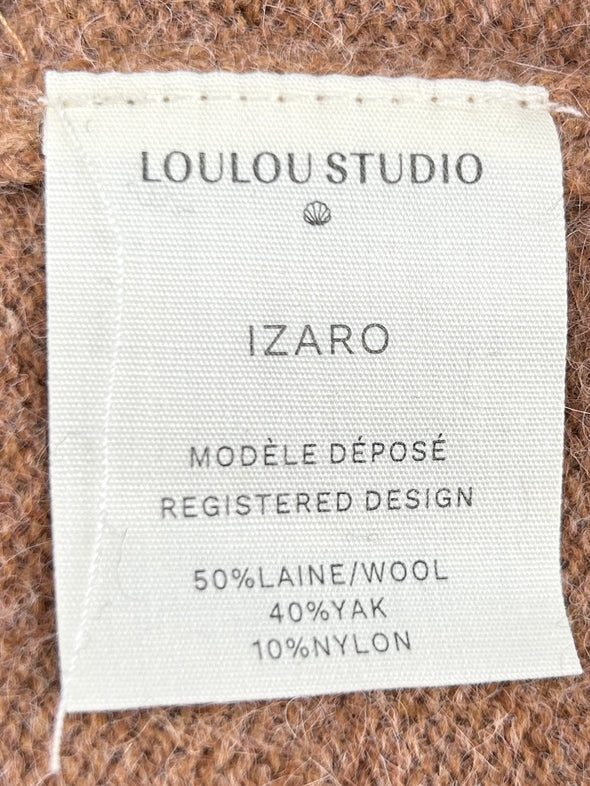 LOULOU STUDIO
IZARO
MODÈLE DÉPOSÉ
REGISTERED DESIGN
50%LAINE/WOOL
40%YAK
10%NYLON